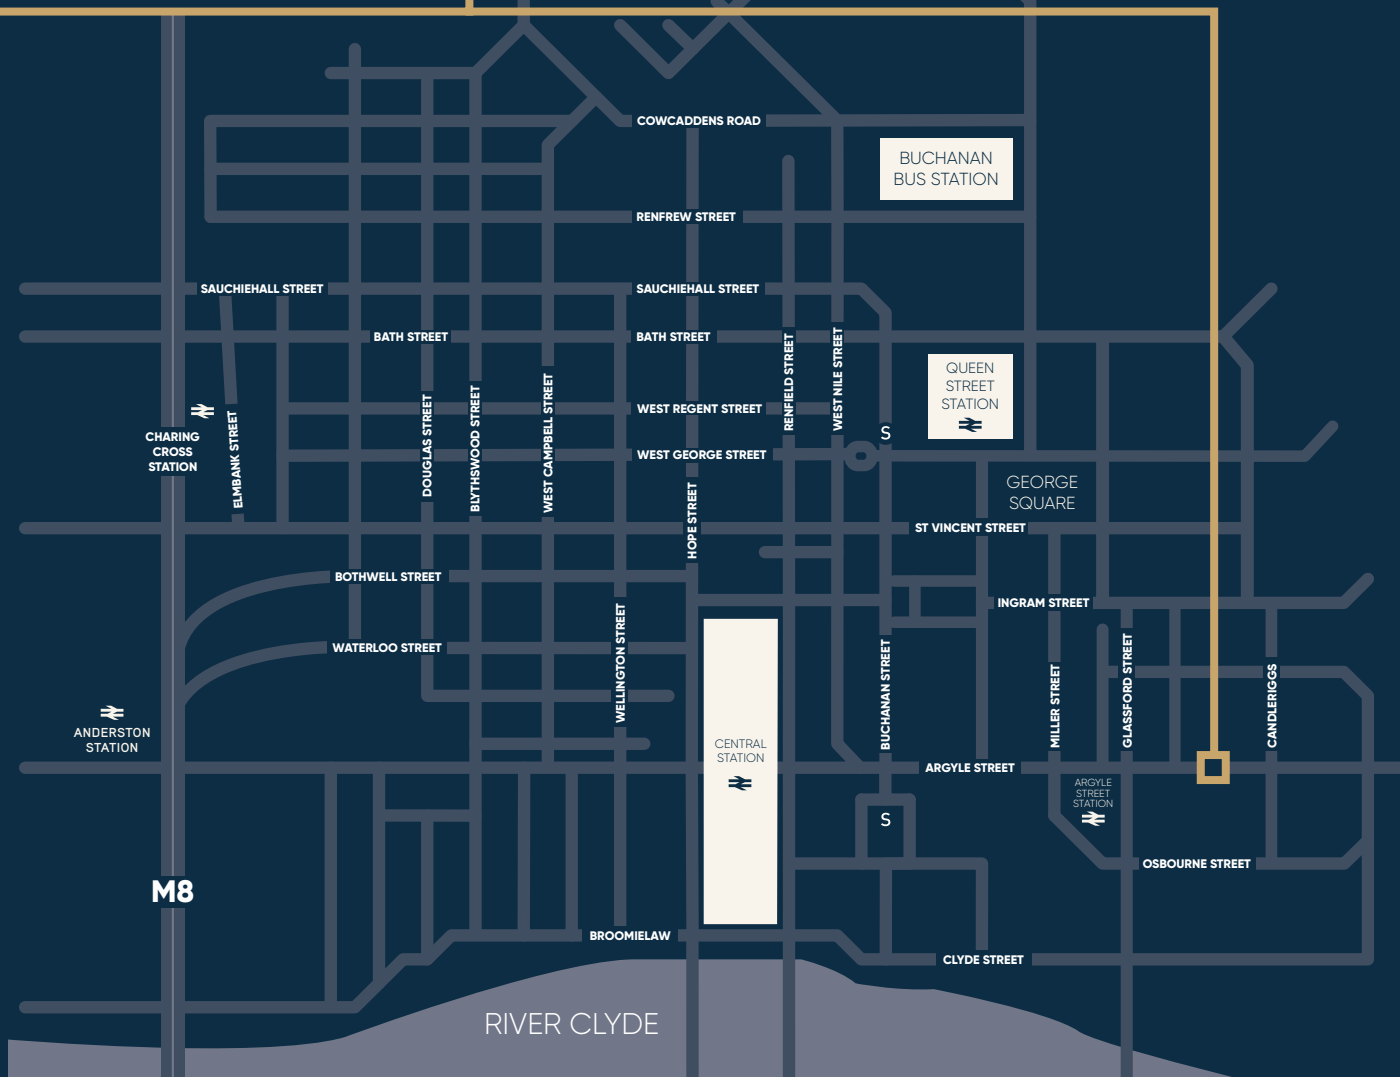 COWCADDENS ROAD
BUCHANAN
BUS STATION
RENFREW STREET
SAUCHIEHALL STREET
SAUCHIEHALL STREET
BATH STREET
BATH STREET
RENFIELD STREET
WEST NILE STREET
QUEEN
STREET
STATION
WEST REGENT STREET
S
CHARING
CROSS
STATION
ELMBANK STREET
DOUGLAS STREET
BLYTHSWOOD STREET
WEST CAMPBELL STREET
WEST GEORGE STREET
HOPE STREET
GEORGE
SQUARE
ST VINCENT STREET
BOTHWELL STREET
INGRAM STREET
WATERLOO STREET
WELLINGTON STREET
BUCHANAN STREET
MILLER STREET
GLASSFORD STREET
CANDLERIGGS
ANDERSTON
STATION
CENTRAL
STATION
ARGYLE STREET
ARGYLE
STREET
STATION
S
OSBOURNE STREET
M8
BROOMIELAW
CLYDE STREET
RIVER CLYDE